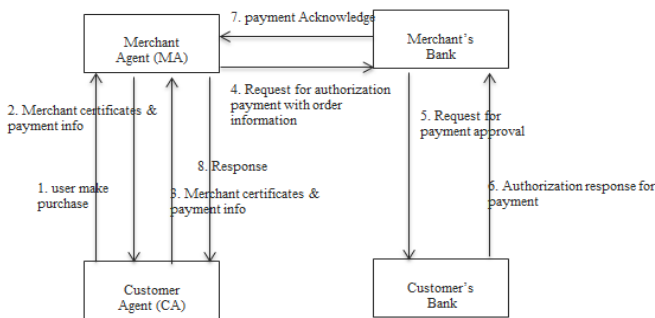 7. payment Acknowledge
Merchant
Agent (MA)
Merchant's
Bank
2. Merchant certificates &
payment info
4. Request for authorization
payment with order
information
5. Request for
payment approval
8. Response
1. user make
purchase
3. Merchant certificates &
payment info
6. Authorization response for
payment
Customer
Agent (CA)
Customer's
Bank